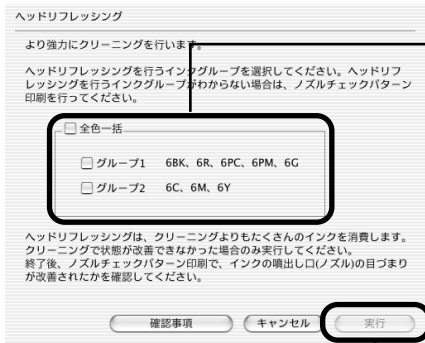 ヘッドリフレッシング
より強力にクリーニングを行います。
ヘッドリフレッシングを行うインクグループを選択してください。ヘッドリフ
レッシングを行うインクグループがわからない場合は、ノズルチェックパターン
印刷を行ってください。
全色一括
グループ1 6BK、6R、6PC、6PM、6G
グループ2 6C、6M、6Y
ヘッドリフレッシングは、クリーニングよりもたくさんのインクを消費します。
クリーニングで状態が改善できなかった場合のみ実行してください。
終了後、ノズルチェックパターン印刷で、インクの噴出し口(ノズル)の目づまり
が改善されたかを確認してください。
確認事項 キャンセル 実行